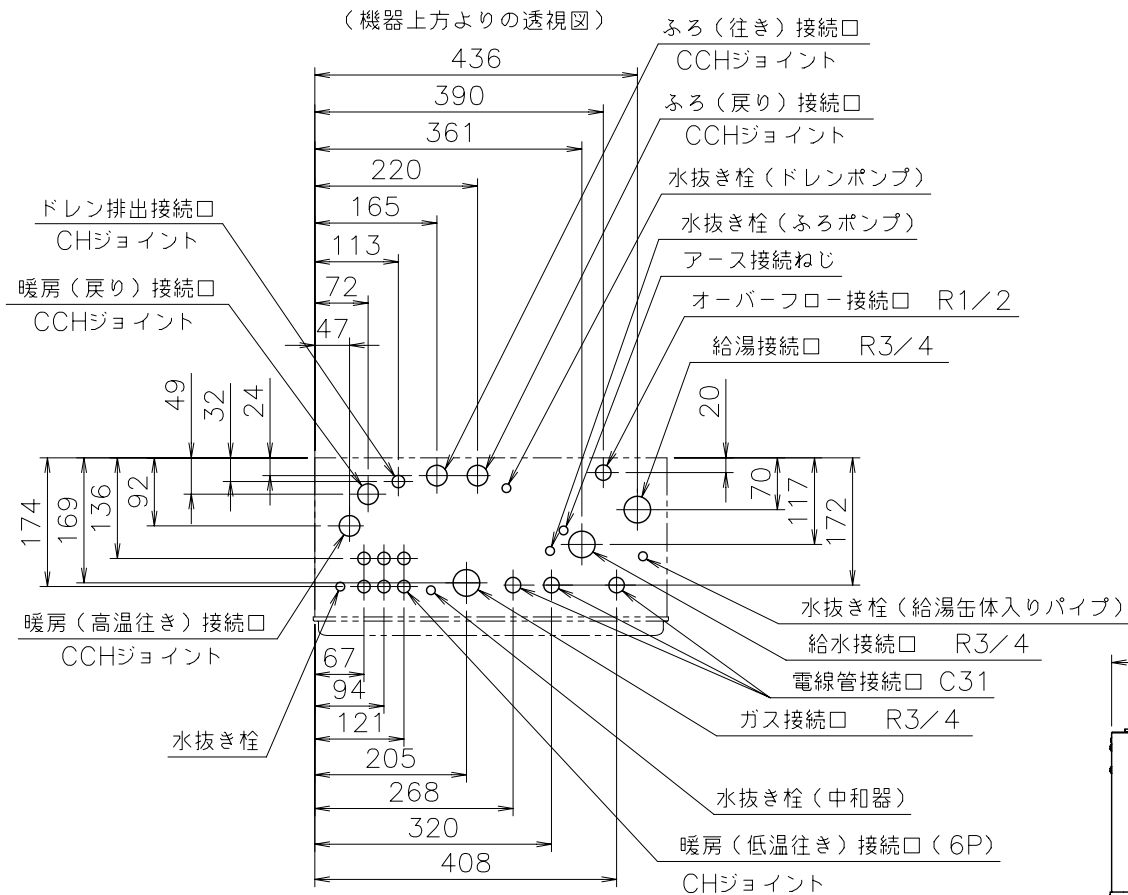 （機器上方よりの透視図）
ふろ（往き）接続口
CCHジョイント
436
390
ふろ（戻り）接続口
CCHジョイント
361
220
水抜き栓（ドレンポンプ）
165
ドレン排出接続口
CHジョイント
水抜き栓（ふろポンプ）
113
アース接続ねじ
72
暖房（戻り）接続口
CCHジョイント
オーバーフロー接続口 R1／2
47
給湯接続口 R3／4
49
32
24
20
174
169
136
92
70
117
172
水抜き栓（給湯缶体入りパイプ）
暖房（高温往き）接続口
CCHジョイント
給水接続口 R3／4
67
電線管接続口 C31
94
ガス接続口 R3／4
121
水抜き栓
205
水抜き栓（中和器）
268
320
暖房（低温往き）接続口（6P）
CHジョイント
408